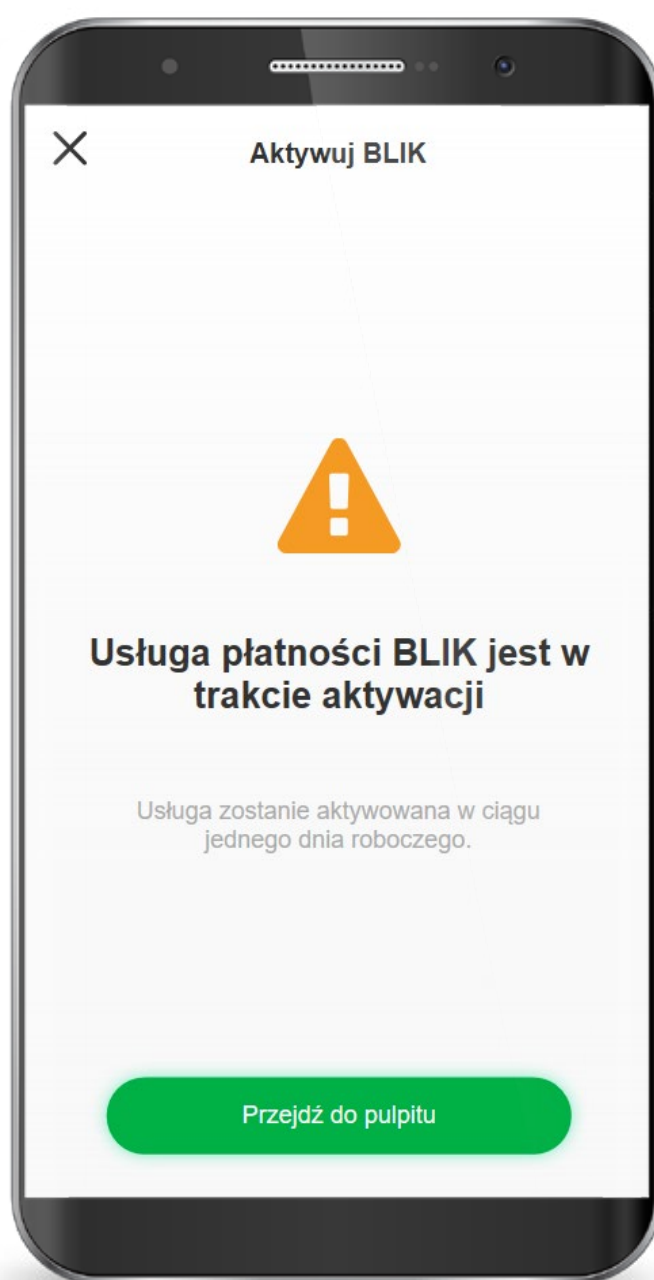 Aktywuj BLIK
Usługa płatności BLIK jest w
trakcie aktywacji
Usługa zostanie aktywowana w ciągu
jednego dnia roboczego.
Przejdź do pulpitu